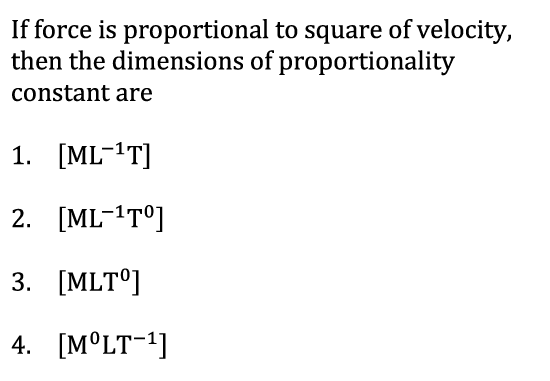 If force is proportional to square of velocity,
then the dimensions of proportionality
constant are
1. [ML⁻¹T]
2. [ML⁻¹T⁰]
3. [MLT⁰]
4. [M⁰LT⁻¹]